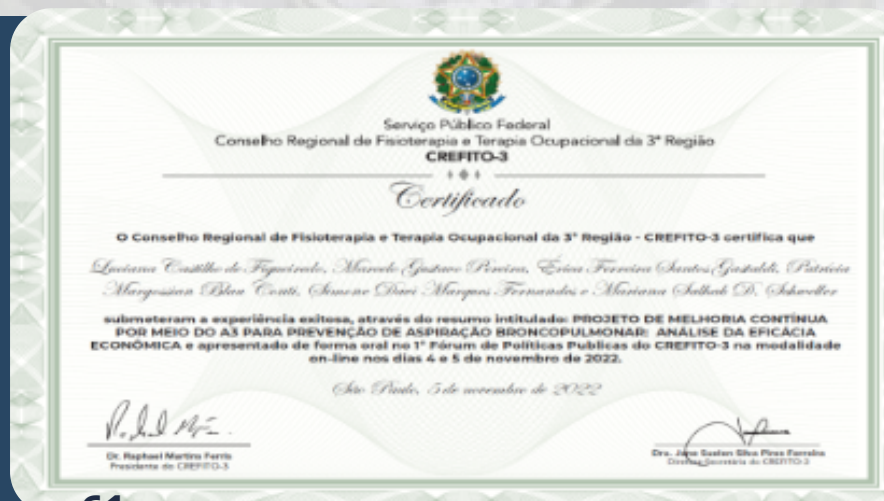 Serviço Público Federal
Conselho Regional de Fisioterapia e Terapia Ocupacional da 3ª Região
CREFITO-3
Certificado
O Conselho Regional de Fisioterapia e Terapia Ocupacional da 3ª Região - CREFITO-3 certifica que
Luciana Castilho de Figueiredo, Marcelo Gustavo Pereira, Érica Ferreira Santos Gastaldi, Patrícia
Blau Conti, Simone Davi Marques Fernandes e Mariana D.
submeteram a experiência exitosa, através do resumo intitulado: PROJETO DE MELHORIA CONTÍNUA
POR MEIO DO A3 PARA PREVENÇÃO DE ASPIRAÇÃO BRONCOPULMONAR: ANÁLISE DA EFICÁCIA
ECONÔMICA e apresentado de forma oral no 1º Fórum de Políticas Publicas do CREFITO-3 na modalidade
on-line nos dias 4 e 5 de novembro de 2022.
São Paulo, 5 de novembro de 2022
Dr. Raphael Martins Ferris
Presidente do CREFITO-3
Dra. Silva Pires Ferreira
Diretora-Secretária do CREFITO-3